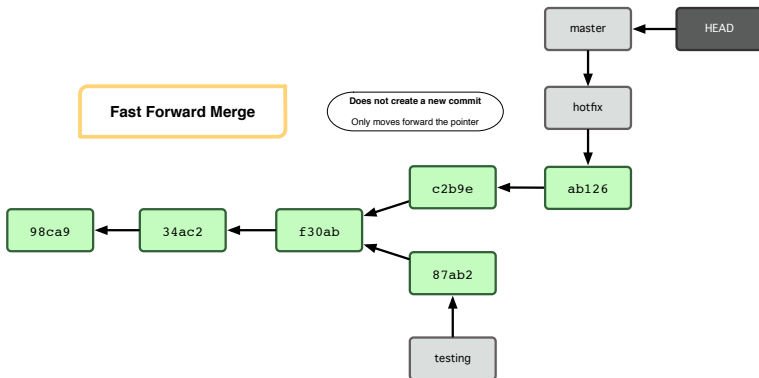 master
HEAD
Fast Forward Merge
Does not create a new commit
Only moves forward the pointer
hotfix
c2b9e
ab126
98ca9
34ac2
f30ab
87ab2
testing